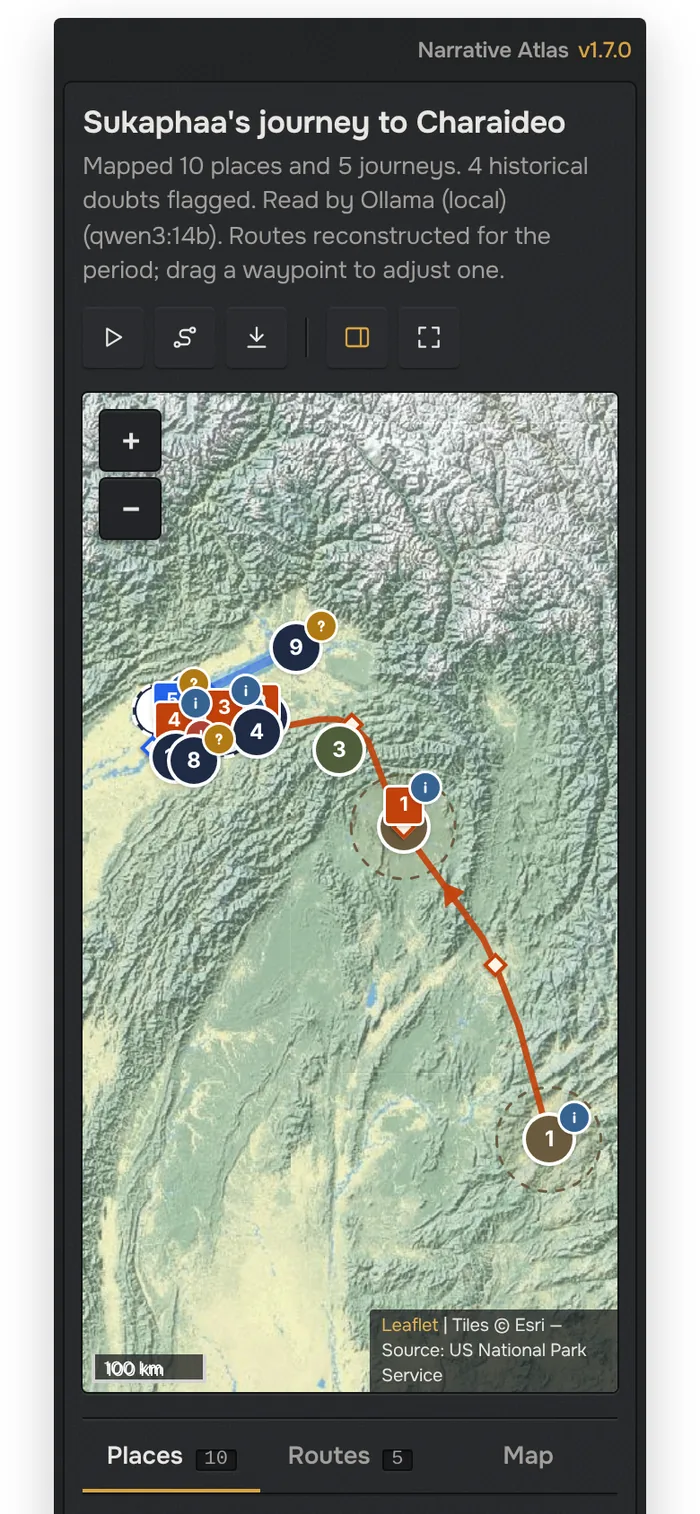 Narrative Atlas v1.7.0
Sukaphaa's journey to Charaideo
Mapped 10 places and 5 journeys. 4 historical
doubts flagged. Read by Ollama (local)
(qwen3:14b). Routes reconstructed for the
period; drag a waypoint to adjust one.
+
−
?
9
?
i
i
5
3
4
4
?
8
3
i
1
i
1
Leaflet | Tiles © Esri —
Source: US National Park
Service
100 km
Places 10 Routes 5 Map